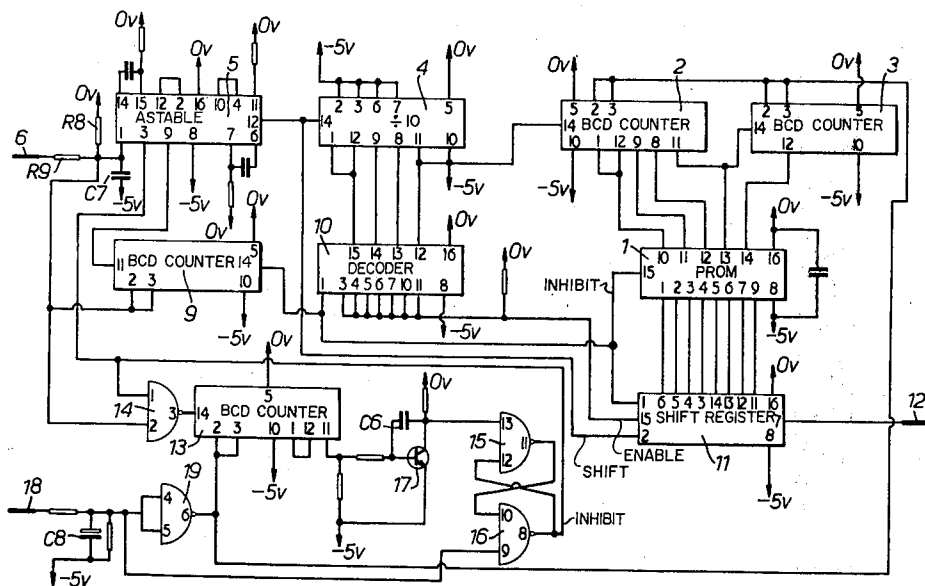 0v 0v 0v -5v 0v 0v 0v
5 4 2 3
14 15 12 2 16 10 4 11
ASTABLE 12
1 3 9 8 7 6
2 3 6 7 5
14 ÷ 10
1 12 9 8 11 10
5 2 3
14 BCD COUNTER
10 1 12 9 8 11
2 3 5
14 BCD COUNTER
12 10
0v
R8
6
R9
C7
-5v -5v 0v -5v -5v -5v
0v 0v 0v
11 BCD COUNTER 14 5
2 3 10
9
-5v
10
15 14 13 12 16
DECODER
1 3 4 5 6 7 10 11 8
-5v
0v
INHIBIT
1
10 11 12 13 14 16
15 PROM
1 2 3 4 5 6 7 9 8
-5v
0v
1 6 5 4 3 14 13 12 11 16
15 SHIFT REGISTER 7
2 8
11
12
-5v
SHIFT
ENABLE
1
14 3
2
0v
5
14 BCD COUNTER
13 2 3 10 1 12 11
-5v
C6
0v
17
-5v
13
15 11
12
10
16 8
9
INHIBIT
18
C8
-5v
4 19
6
5